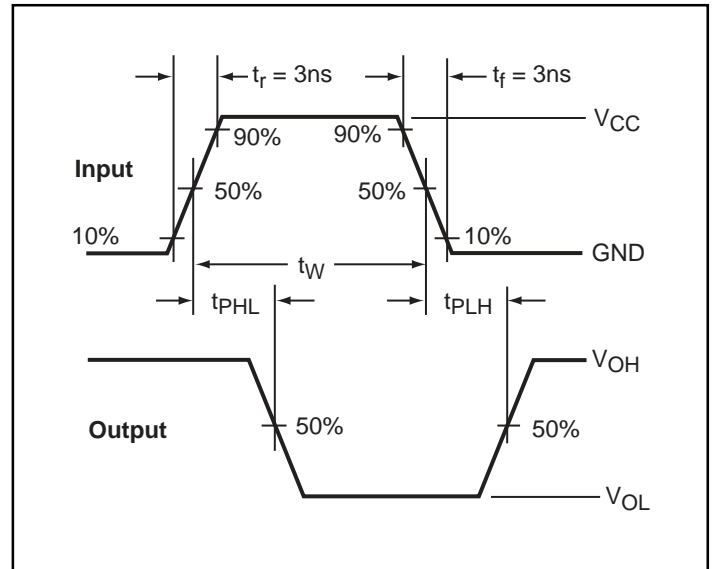 tr = 3ns
tf = 3ns
VCC
90%
90%
Input
50%
50%
10%
10%
GND
tW
tPHL
tPLH
VOH
Output
50%
50%
VOL